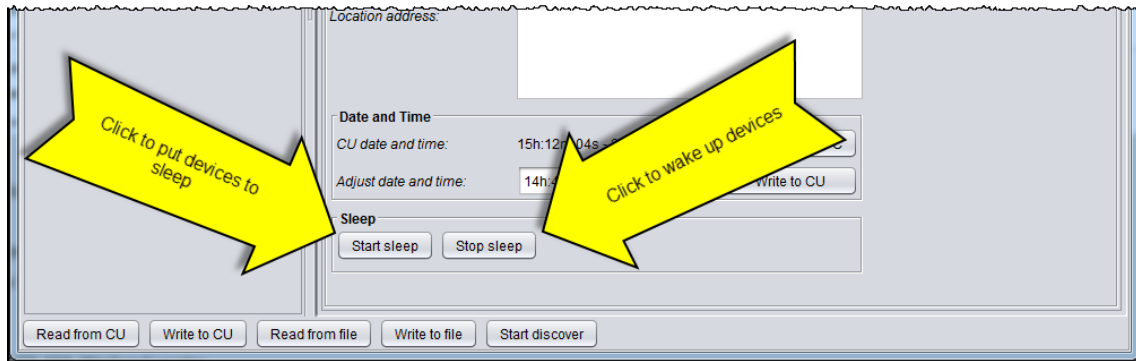 Location address:
Date and Time
CU date and time: 15h:12m:04s
Adjust date and time: 14h:4 Write to CU
Sleep
Start sleep Stop sleep
Click to put devices to
sleep
Click to wake up devices
Read from CU Write to CU Read from file Write to file Start discover